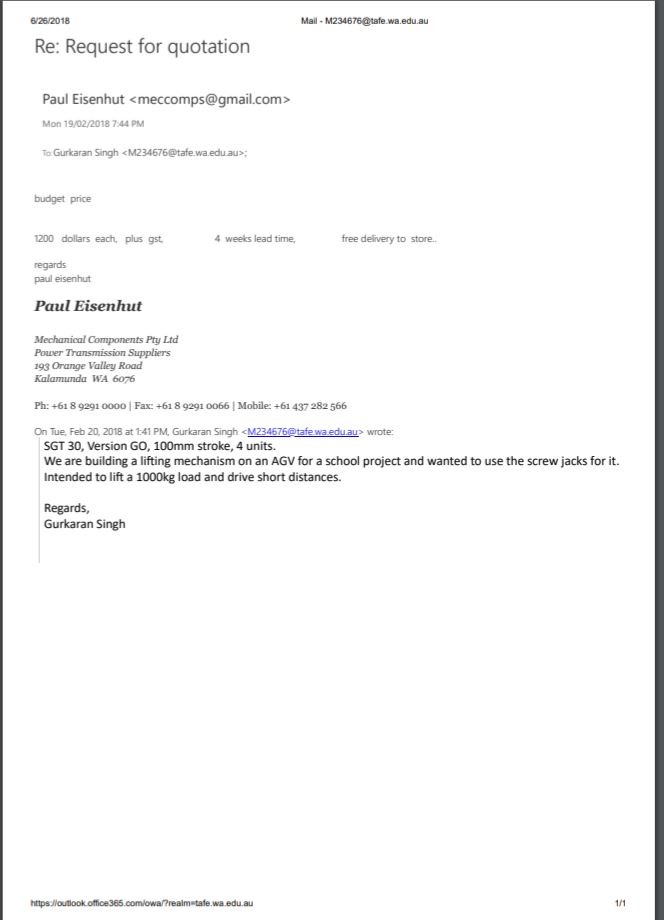 6/26/2018 Mail - M234676@tafe.wa.edu.au
Re: Request for quotation
Paul Eisenhut <meccomps@gmail.com>
Mon 19/02/2018 7:44 PM
To: Gurkaran Singh <M234676@tafe.wa.edu.au>;
budget price
1200 dollars each, plus gst, 4 weeks lead time, free delivery to store..
regards
paul eisenhut
Paul Eisenhut
Mechanical Components Pty Ltd
Power Transmission Suppliers
193 Orange Valley Road
Kalamunda WA 6076
Ph: +61 8 9291 0000 | Fax: +61 8 9291 0066 | Mobile: +61 437 282 566
On Tue, Feb 20, 2018 at 1:41 PM, Gurkaran Singh <M234676@tafe.wa.edu.au> wrote:
SGT 30, Version GO, 100mm stroke, 4 units.
We are building a lifting mechanism on an AGV for a school project and wanted to use the screw jacks for it.
Intended to lift a 1000kg load and drive short distances.
Regards,
Gurkaran Singh
https://outlook.office365.com/owa/?realm=tafe.wa.edu.au 1/1